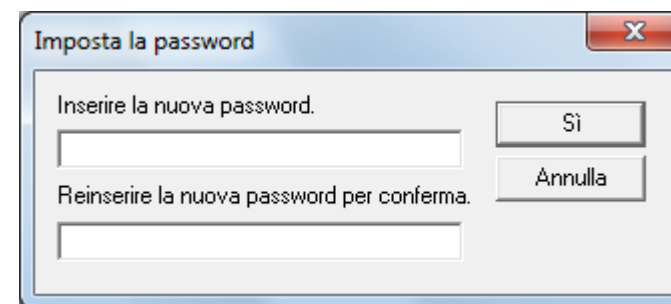 Imposta la password
Inserire la nuova password.
Sì
Annulla
Reinserire la nuova password per conferma.